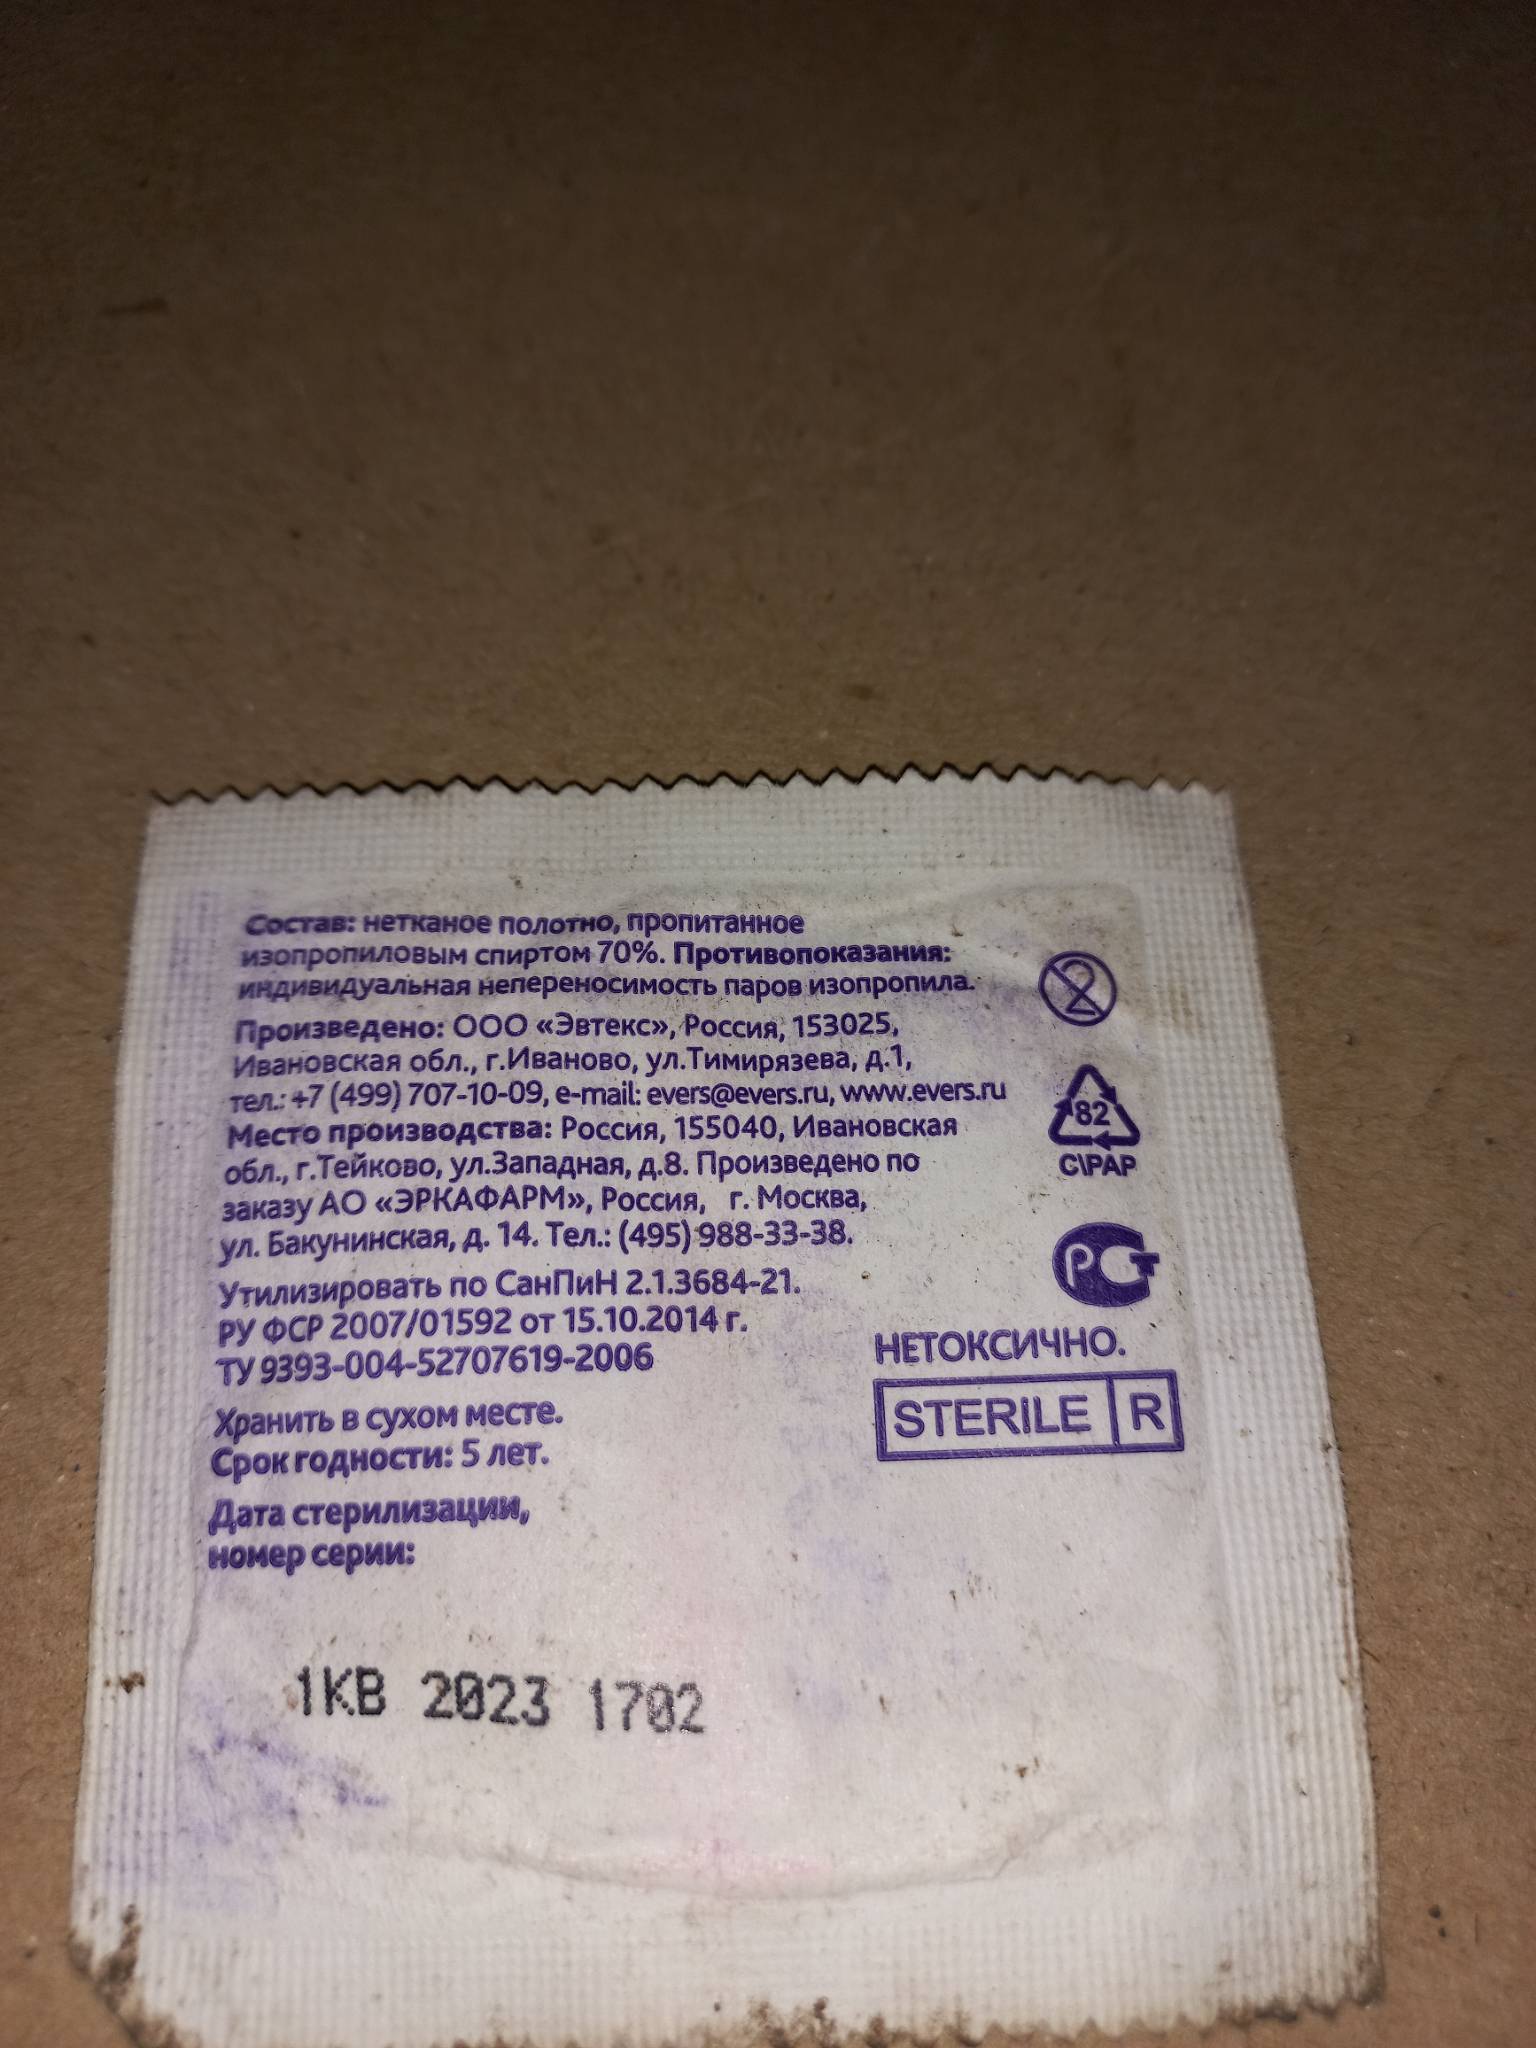 Состав: нетканое полотно, пропитанное
изопропиловым спиртом 70%. Противопоказания:
индивидуальная непереносимость паров изопропила.
Произведено: ООО «Эвтекс», Россия, 153025,
Ивановская обл., г.Иваново, ул.Тимирязева, д.1,
тел.: +7 (499) 707-10-09, e-mail: evers@evers.ru, www.evers.ru
Место производства: Россия, 155040, Ивановская
обл., г.Тейково, ул.Западная, д.8. Произведено по
заказу АО «ЭРКАФАРМ», Россия, г. Москва,
ул. Бакунинская, д. 14. Тел.: (495) 988-33-38.
Утилизировать по СанПиН 2.1.3684-21.
РУ ФСР 2007/01592 от 15.10.2014 г.
ТУ 9393-004-52707619-2006
Хранить в сухом месте.
Срок годности: 5 лет.
Дата стерилизации,
номер серии:
1КВ 2023 1702
2
82
C\PAP
РСТ
НЕТОКСИЧНО.
STERILE R